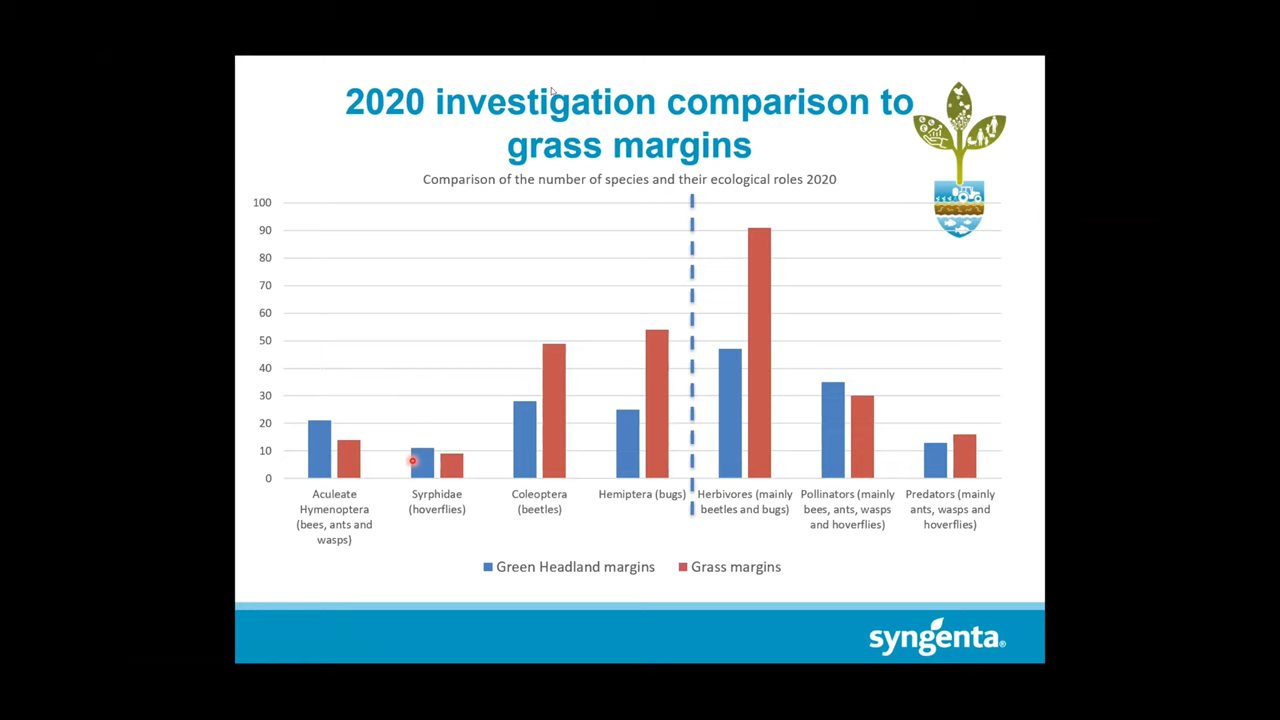 2020 investigation comparison to
grass margins
Comparison of the number of species and their ecological roles 2020
100
90
80
70
60
50
40
30
20
10
0
Aculeate
Hymenoptera
(bees, ants and
wasps)
Syrphidae
(hoverflies)
Coleoptera
(beetles)
Hemiptera (bugs)
Herbivores (mainly
beetles and bugs)
Pollinators (mainly
bees, ants, wasps
and hoverflies)
Predators (mainly
ants, wasps and
hoverflies)
Green Headland margins
Grass margins
syngenta®